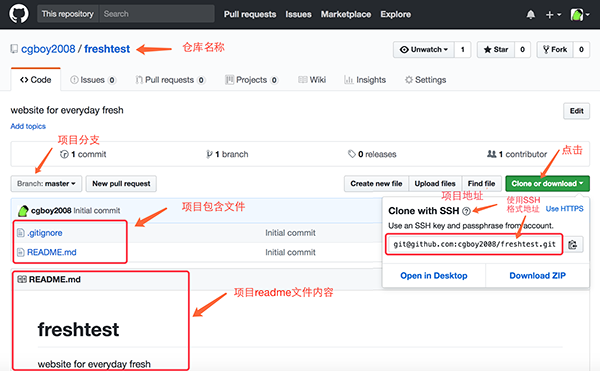 This repository Search Pull requests Issues Marketplace Explore
cgboy2008 / freshtest 仓库名称 Unwatch 1 Star 0 Fork 0
Code Issues 0 Pull requests 0 Projects 0 Wiki Insights Settings
website for everyday fresh Edit
Add topics
项目分支 点击
1 commit 1 branch 0 releases 1 contributor
Branch: master New pull request Create new file Upload files Find file Clone or download
项目地址 使用SSH
格式地址
cgboy2008 Initial commit
Clone with SSH Use HTTPS
项目包含文件
Use an SSH key and passphrase from account.
.gitignore Initial commit
git@github.com:cgboy2008/freshtest.git
README.md Initial commit
Open in Desktop Download ZIP
README.md
项目readme文件内容
freshtest
website for everyday fresh